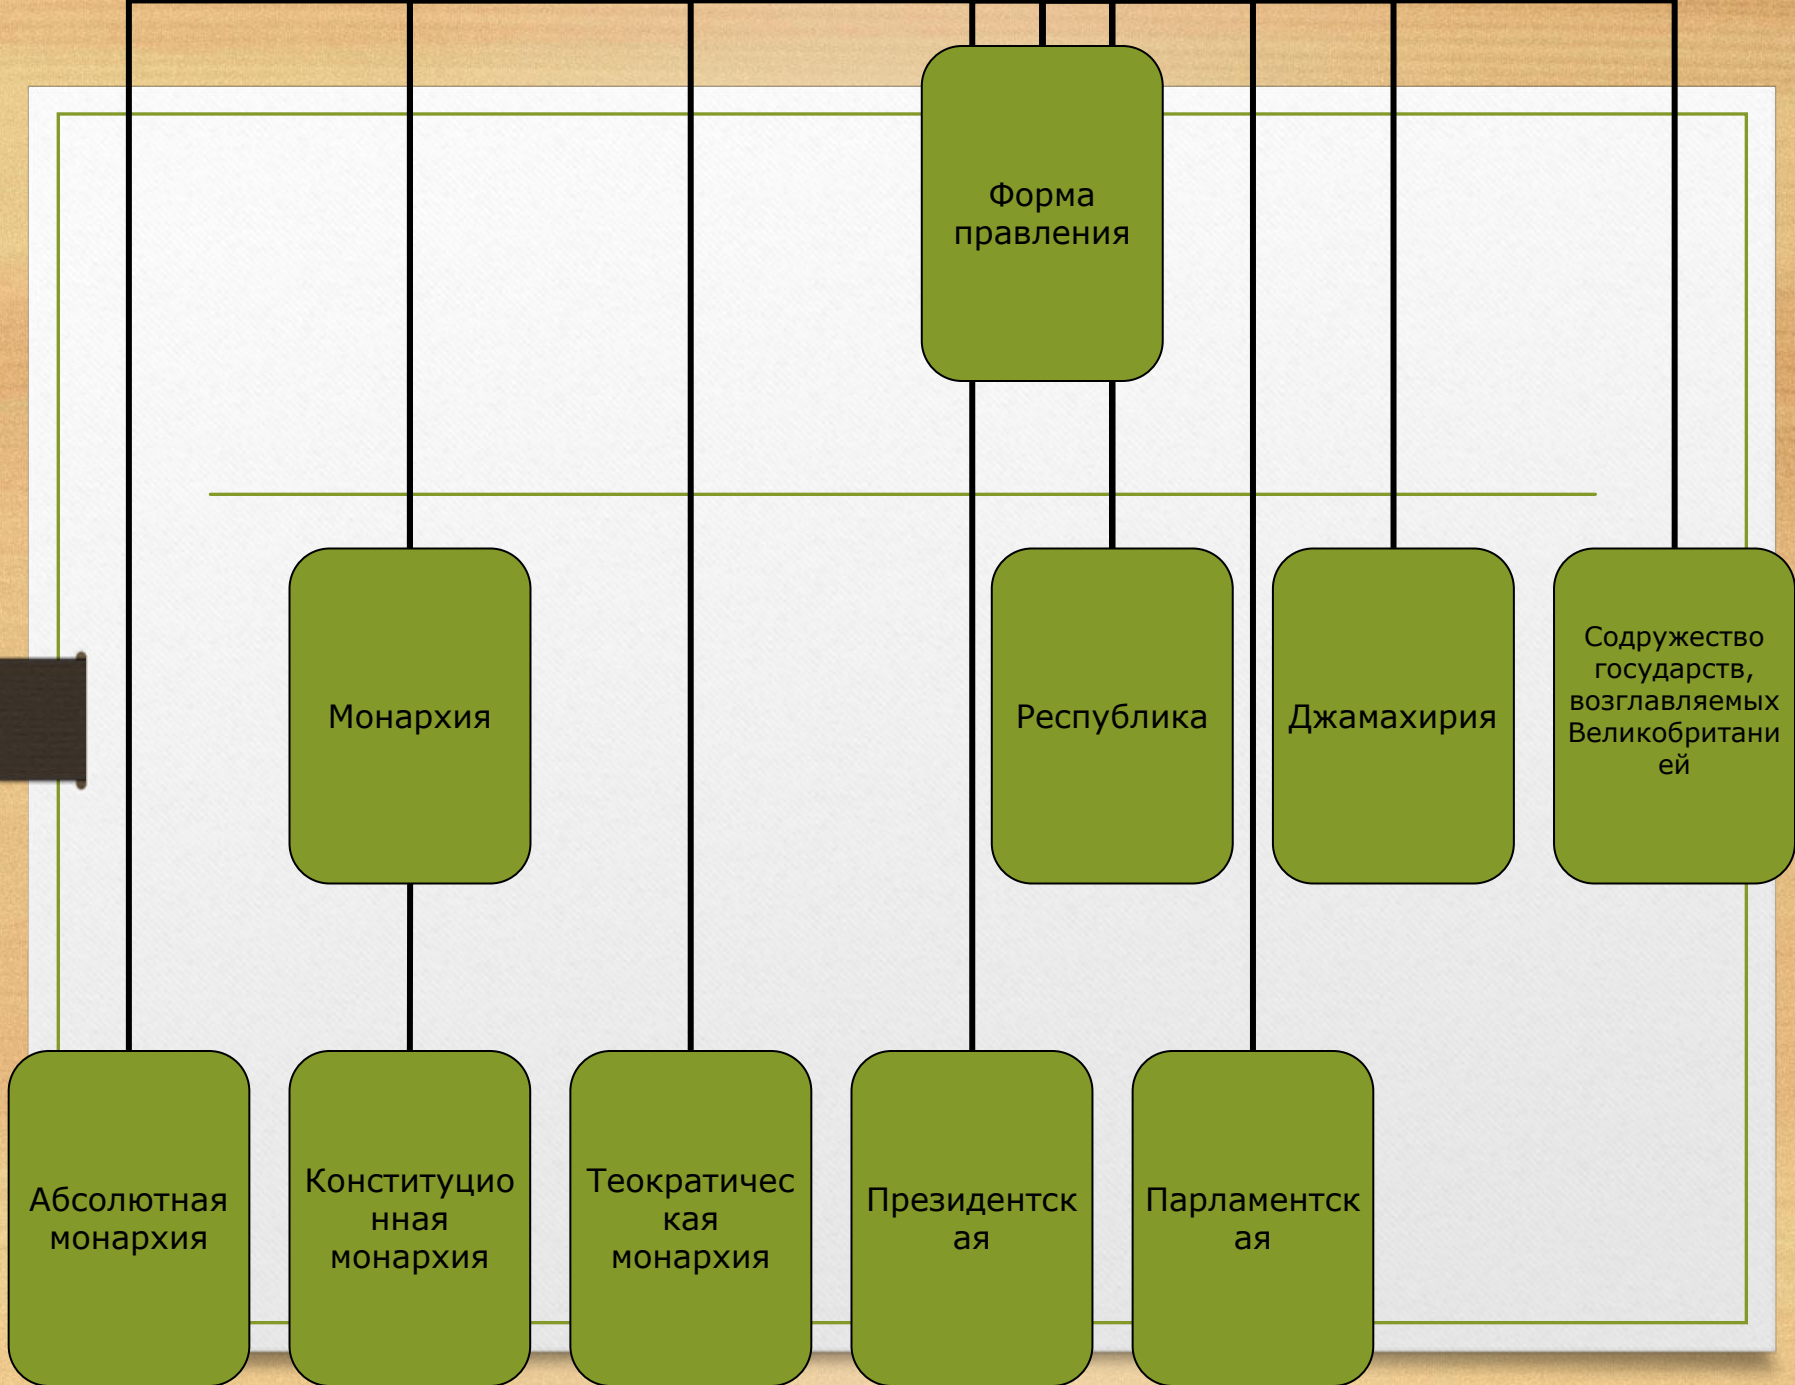 Форма
правления
Монархия
Республика
Джамахирия
Содружество
государств,
возглавляемых
Великобритани
ей
Абсолютная
монархия
Конституцио
нная
монархия
Теократичес
кая
монархия
Президентск
ая
Парламентск
ая